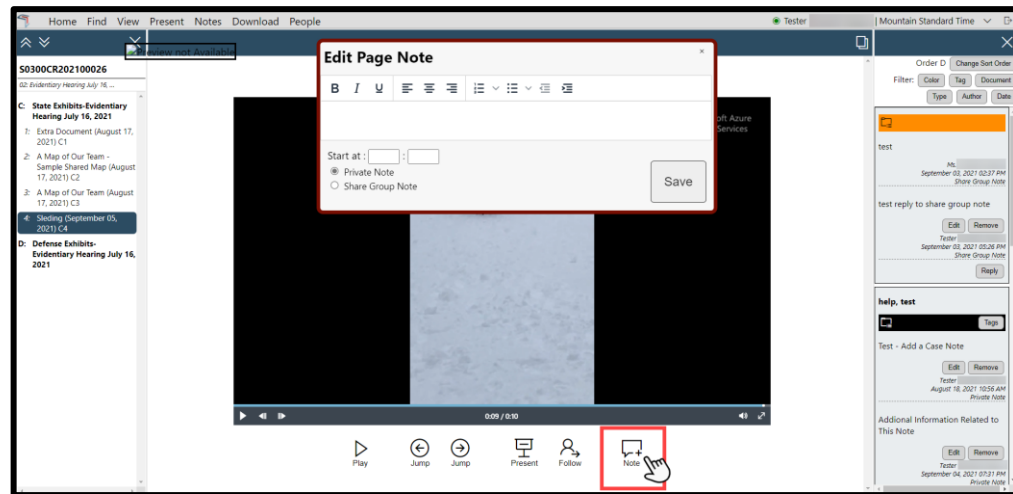 Home Find View Present Notes Download People
Tester
| Mountain Standard Time
Preview not Available
S0300CR202100026
02: Evidentiary Hearing July 16, ...
C: State Exhibits-Evidentiary
Hearing July 16, 2021
1: Extra Document (August 17,
2021) C1
2: A Map of Our Team -
Sample Shared Map (August
17, 2021) C2
3: A Map of Our Team (August
17, 2021) C3
4: Sleding (September 05,
2021) C4
D: Defense Exhibits-
Evidentiary Hearing July 16,
2021
Edit Page Note
×
B I U
Start at : :
Private Note
Share Group Note
Save
oft Azure
Services
0:09 / 0:10
Play
Jump
Jump
Present
Follow
Note
Order D Change Sort Order
Filter: Color Tag Document
Type Author Date
test
Ms.
September 03, 2021 02:37 PM
Share Group Note
test reply to share group note
Edit Remove
Tester
September 03, 2021 05:26 PM
Share Group Note
Reply
help, test
Tags
Test - Add a Case Note
Edit Remove
Tester
August 18, 2021 10:56 AM
Private Note
Addional Information Related to
This Note
Edit Remove
Tester
September 04, 2021 07:31 PM
Private Note